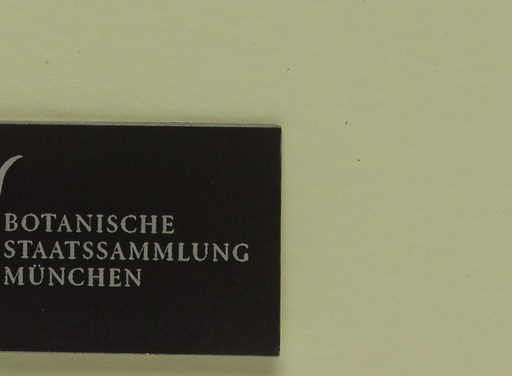 BOTANISCHE
STAATSSAMMLUNG
MÜNCHEN